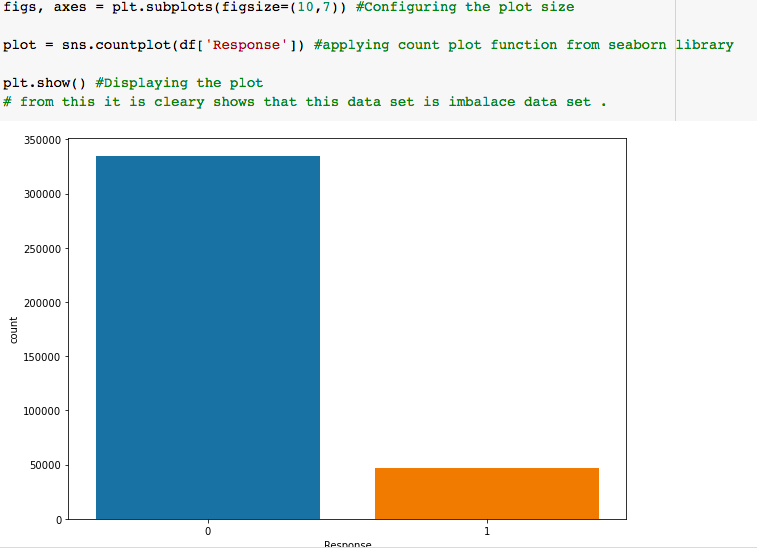 figs, axes = plt.subplots(figsize=(10,7)) #Configuring the plot size
plot = sns.countplot(df['Response']) #applying count plot function from seaborn library
plt.show() #Displaying the plot
# from this it is cleary shows that this data set is imbalace data set .
350000
300000
250000
200000
150000
100000
50000
0
count
0 1
Response